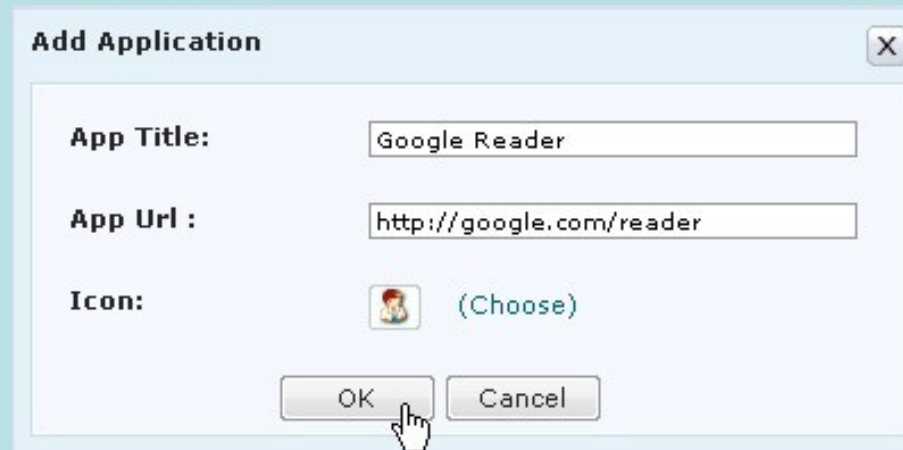 Add Application
X
App Title: Google Reader
App Url : http://google.com/reader
Icon: (Choose)
OK Cancel